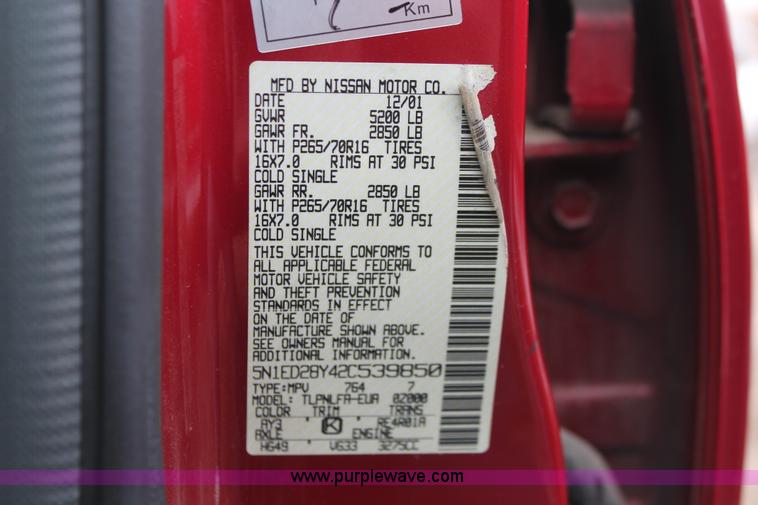 Km
MFD BY NISSAN MOTOR CO.
DATE 12/01
GVWR 5200 LB
GAWR FR. 2850 LB
WITH P265/70R16 TIRES
16X7.0 RIMS AT 30 PSI
COLD SINGLE
GAWR RR. 2850 LB
WITH P265/70R16 TIRES
16X7.0 RIMS AT 30 PSI
COLD SINGLE
THIS VEHICLE CONFORMS TO
ALL APPLICABLE FEDERAL
MOTOR VEHICLE SAFETY
AND THEFT PREVENTION
STANDARDS IN EFFECT
ON THE DATE OF
MANUFACTURE SHOWN ABOVE.
SEE OWNERS MANUAL FOR
ADDITIONAL INFORMATION.
5N1ED28Y42C539850
TYPE:MPV 764 7
MODEL: TLPNLFA-EUA 02000
COLOR TRIM TRANS
AY3 K RE4R01A
AXLE ENGINE
HG49 VG33 3275CC
www.purplewave.com